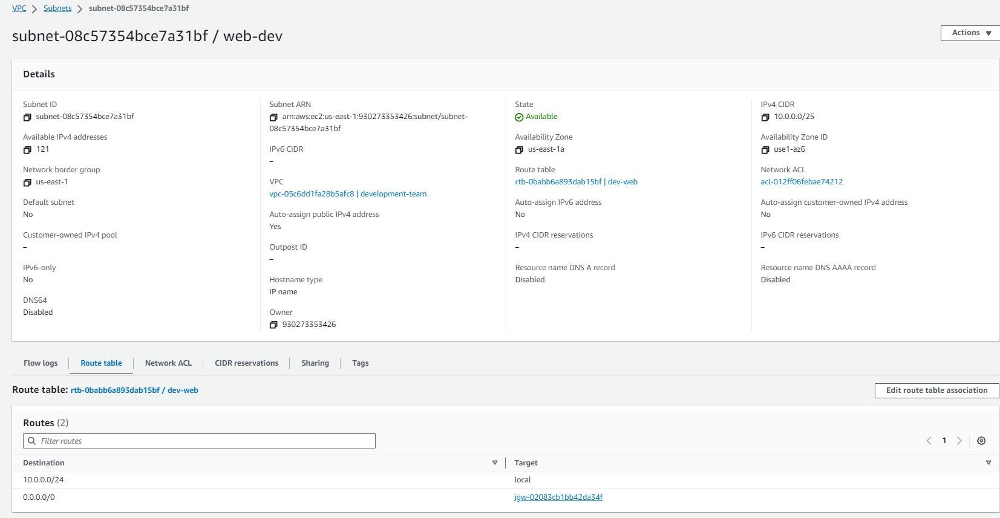 VPC > Subnets > subnet-08c57354bce7a31bf
subnet-08c57354bce7a31bf / web-dev
Actions
Details
Subnet ID
subnet-08c57354bce7a31bf
Available IPv4 addresses
121
Network border group
us-east-1
Default subnet
No
Customer-owned IPv4 pool
–
IPv6-only
No
DNS64
Disabled
Subnet ARN
arn:aws:ec2:us-east-1:930273353426:subnet/subnet-
08c57354bce7a31bf
IPv6 CIDR
–
VPC
vpc-05c6dd1fa28b5afc8 | development-team
Auto-assign public IPv4 address
Yes
Outpost ID
–
Hostname type
IP name
Owner
930273353426
State
Available
Availability Zone
us-east-1a
Route table
rtb-0babb6a893dab15bf | dev-web
Auto-assign IPv6 address
No
IPv4 CIDR reservations
–
Resource name DNS A record
Disabled
IPv4 CIDR
10.0.0.0/25
Availability Zone ID
use1-az6
Network ACL
acl-012ff06febae74212
Auto-assign customer-owned IPv4 address
No
IPv6 CIDR reservations
–
Resource name DNS AAAA record
Disabled
Flow logs | Route table | Network ACL | CIDR reservations | Sharing | Tags
Route table: rtb-0babb6a893dab15bf / dev-web
Edit route table association
Routes (2)
Filter routes
1
Destination Target
10.0.0.0/24 local
0.0.0.0/0 igw-02083cb1bb42da34f